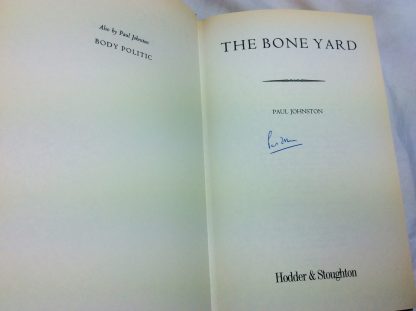 Also by Paul Johnston
BODY POLITIC
THE BONE YARD
PAUL JOHNSTON
Hodder & Stoughton